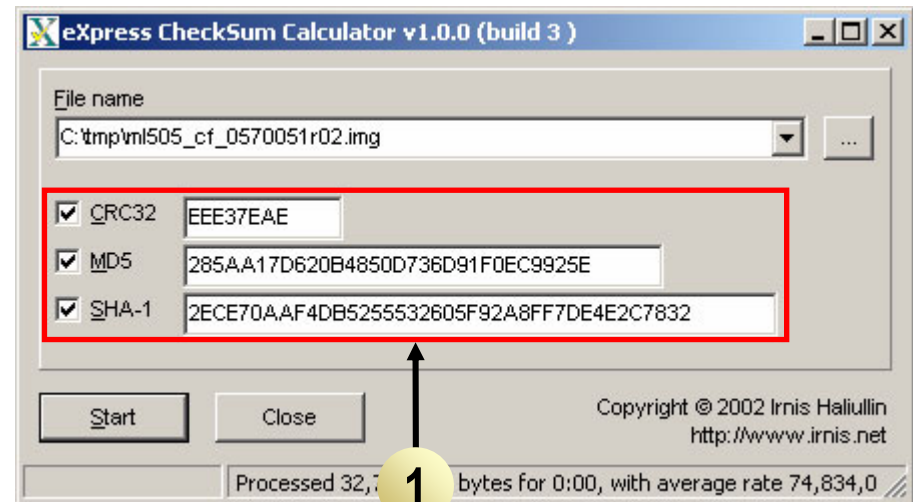 eXpress CheckSum Calculator v1.0.0 (build 3 )
File name
C:\tmp\ml505_cf_0570051r02.img
...
CRC32 EEE37EAE
MD5 285AA17D620B4850D736D91F0EC9925E
SHA-1 2ECE70AAF4DB5255532605F92A8FF7DE4E2C7832
Start Close
Copyright © 2002 Irnis Haliullin
http://www.irnis.net
Processed 32, bytes for 0:00, with average rate 74,834,0
1